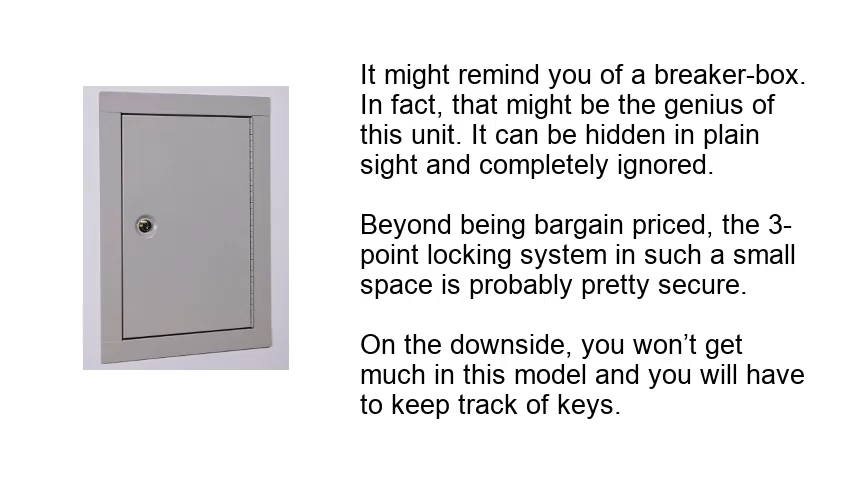 It might remind you of a breaker-box.
In fact, that might be the genius of
this unit. It can be hidden in plain
sight and completely ignored.
Beyond being bargain priced, the 3-
point locking system in such a small
space is probably pretty secure.
On the downside, you won’t get
much in this model and you will have
to keep track of keys.